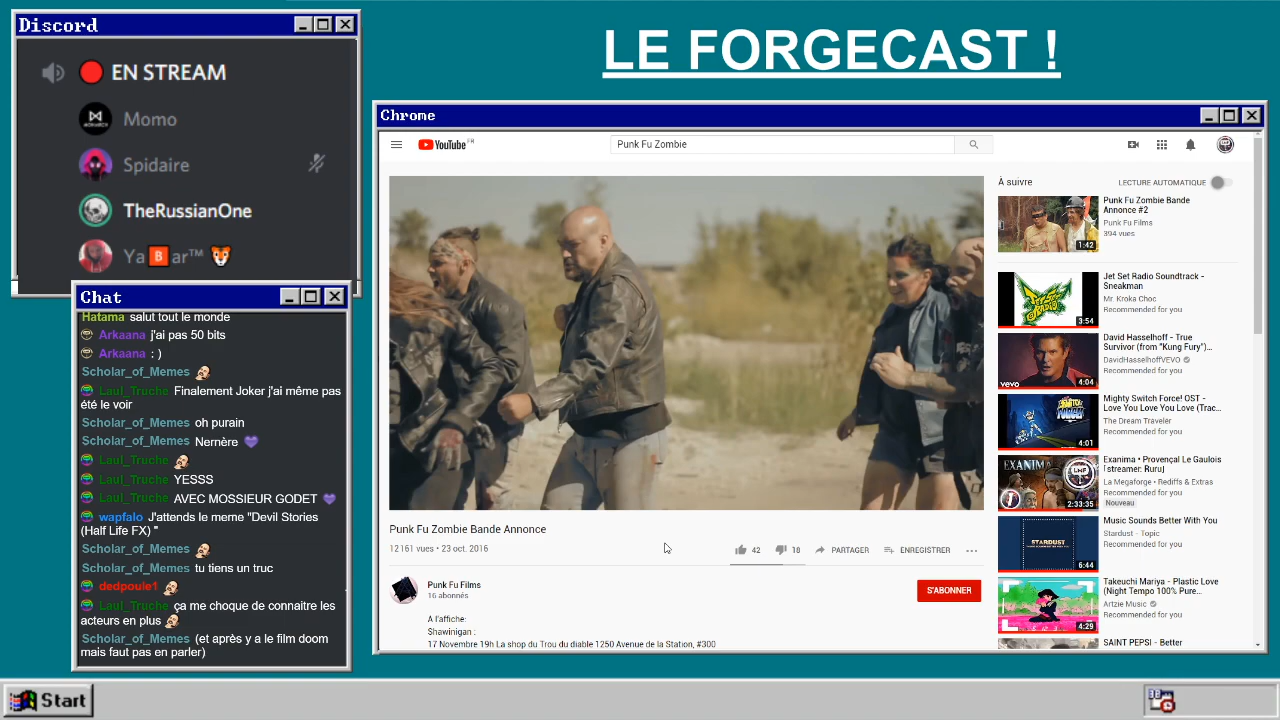 Discord
EN STREAM
Momo
Spidaire
TheRussianOne
Ya🅱ar™ 🐯
LE FORGECAST !
Chrome
YouTube FR
Punk Fu Zombie
À suivre
LECTURE AUTOMATIQUE
Punk Fu Zombie Bande
Annonce #2
Punk Fu Films
394 vues
1:42
Jet Set Radio Soundtrack -
Sneakman
Mr. Kroka Choc
Recommended for you
3:54
David Hasselhoff - True
Survivor (from "Kung Fury")...
DavidHasselhoffVEVO
Recommended for you
vevo
4:04
Mighty Switch Force! OST -
Love You Love You Love (Trac...
The Dream Traveler
Recommended for you
4:01
Exanima • Provençal Le Gaulois
[streamer: Ruru]
La Megaforge • Rediffs & Extras
Recommended for you
Nouveau
EXANIMA
2:33:35
Music Sounds Better With You
Stardust - Topic
Recommended for you
STARDUST
6:44
Takeuchi Mariya - Plastic Love
(Night Tempo 100% Pure...
Artzie Music
Recommended for you
4:29
SAINT PEPSI - Better
Punk Fu Zombie Bande Annonce
12 161 vues • 23 oct. 2016
42
18
PARTAGER
ENREGISTRER
Punk Fu Films
16 abonnés
S'ABONNER
A l'affiche:
Shawinigan :
17 Novembre 19h La shop du Trou du diable 1250 Avenue de la Station, #300
Chat
Hatama salut tout le monde
Arkaana j'ai pas 50 bits
Arkaana : )
Scholar_of_Memes
Laul_Truche Finalement Joker j'ai même pas
été le voir
Scholar_of_Memes oh purain
Scholar_of_Memes Nernère 💜
Laul_Truche
Laul_Truche YESSS
Laul_Truche AVEC MOSSIEUR GODET 💜
wapfalo J'attends le meme "Devil Stories
(Half Life FX) "
Scholar_of_Memes
Scholar_of_Memes tu tiens un truc
dedpoule1
Laul_Truche ça me choque de connaitre les
acteurs en plus
Scholar_of_Memes (et après y a le film doom
mais faut pas en parler)
Start